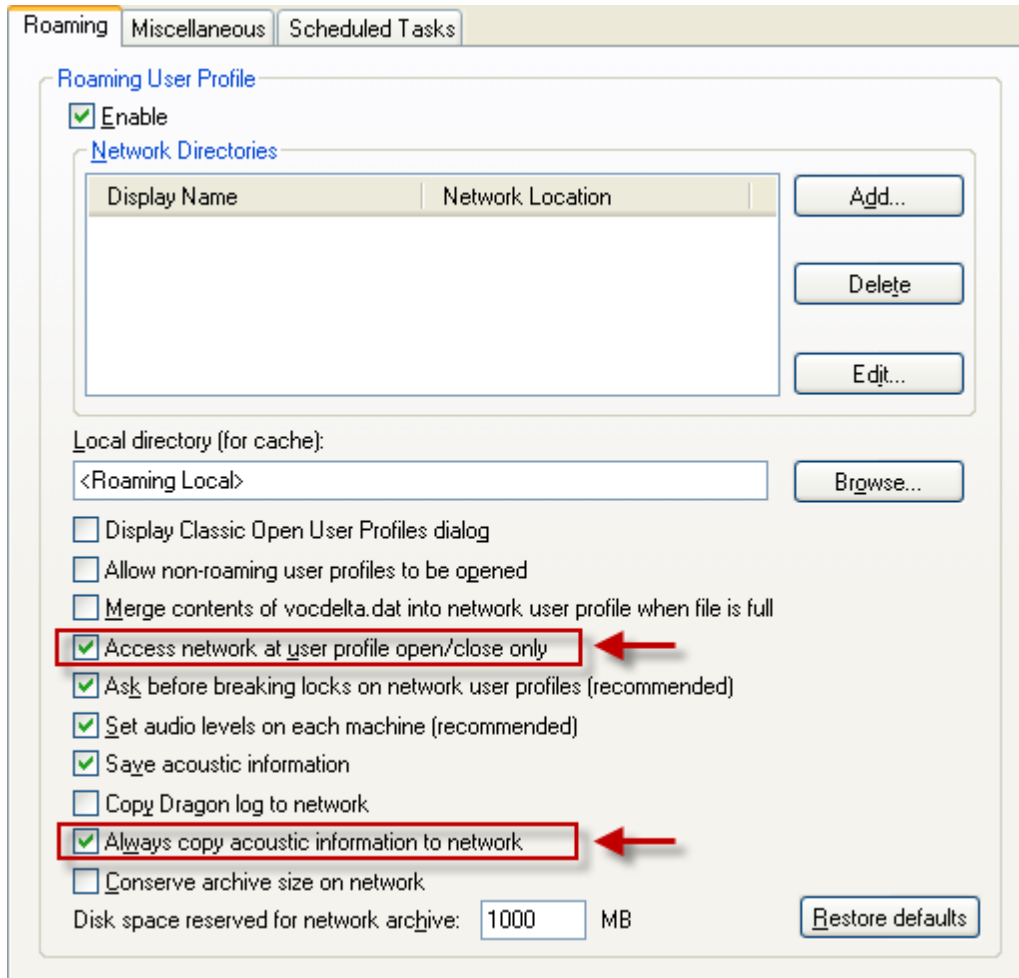 Roaming Miscellaneous Scheduled Tasks
Roaming User Profile
Enable
Network Directories
Display Name Network Location
Add...
Delete
Edit...
Local directory (for cache):
<Roaming Local> Browse...
Display Classic Open User Profiles dialog
Allow non-roaming user profiles to be opened
Merge contents of vocdelta.dat into network user profile when file is full
Access network at user profile open/close only
Ask before breaking locks on network user profiles (recommended)
Set audio levels on each machine (recommended)
Save acoustic information
Copy Dragon log to network
Always copy acoustic information to network
Conserve archive size on network
Disk space reserved for network archive: 1000 MB Restore defaults